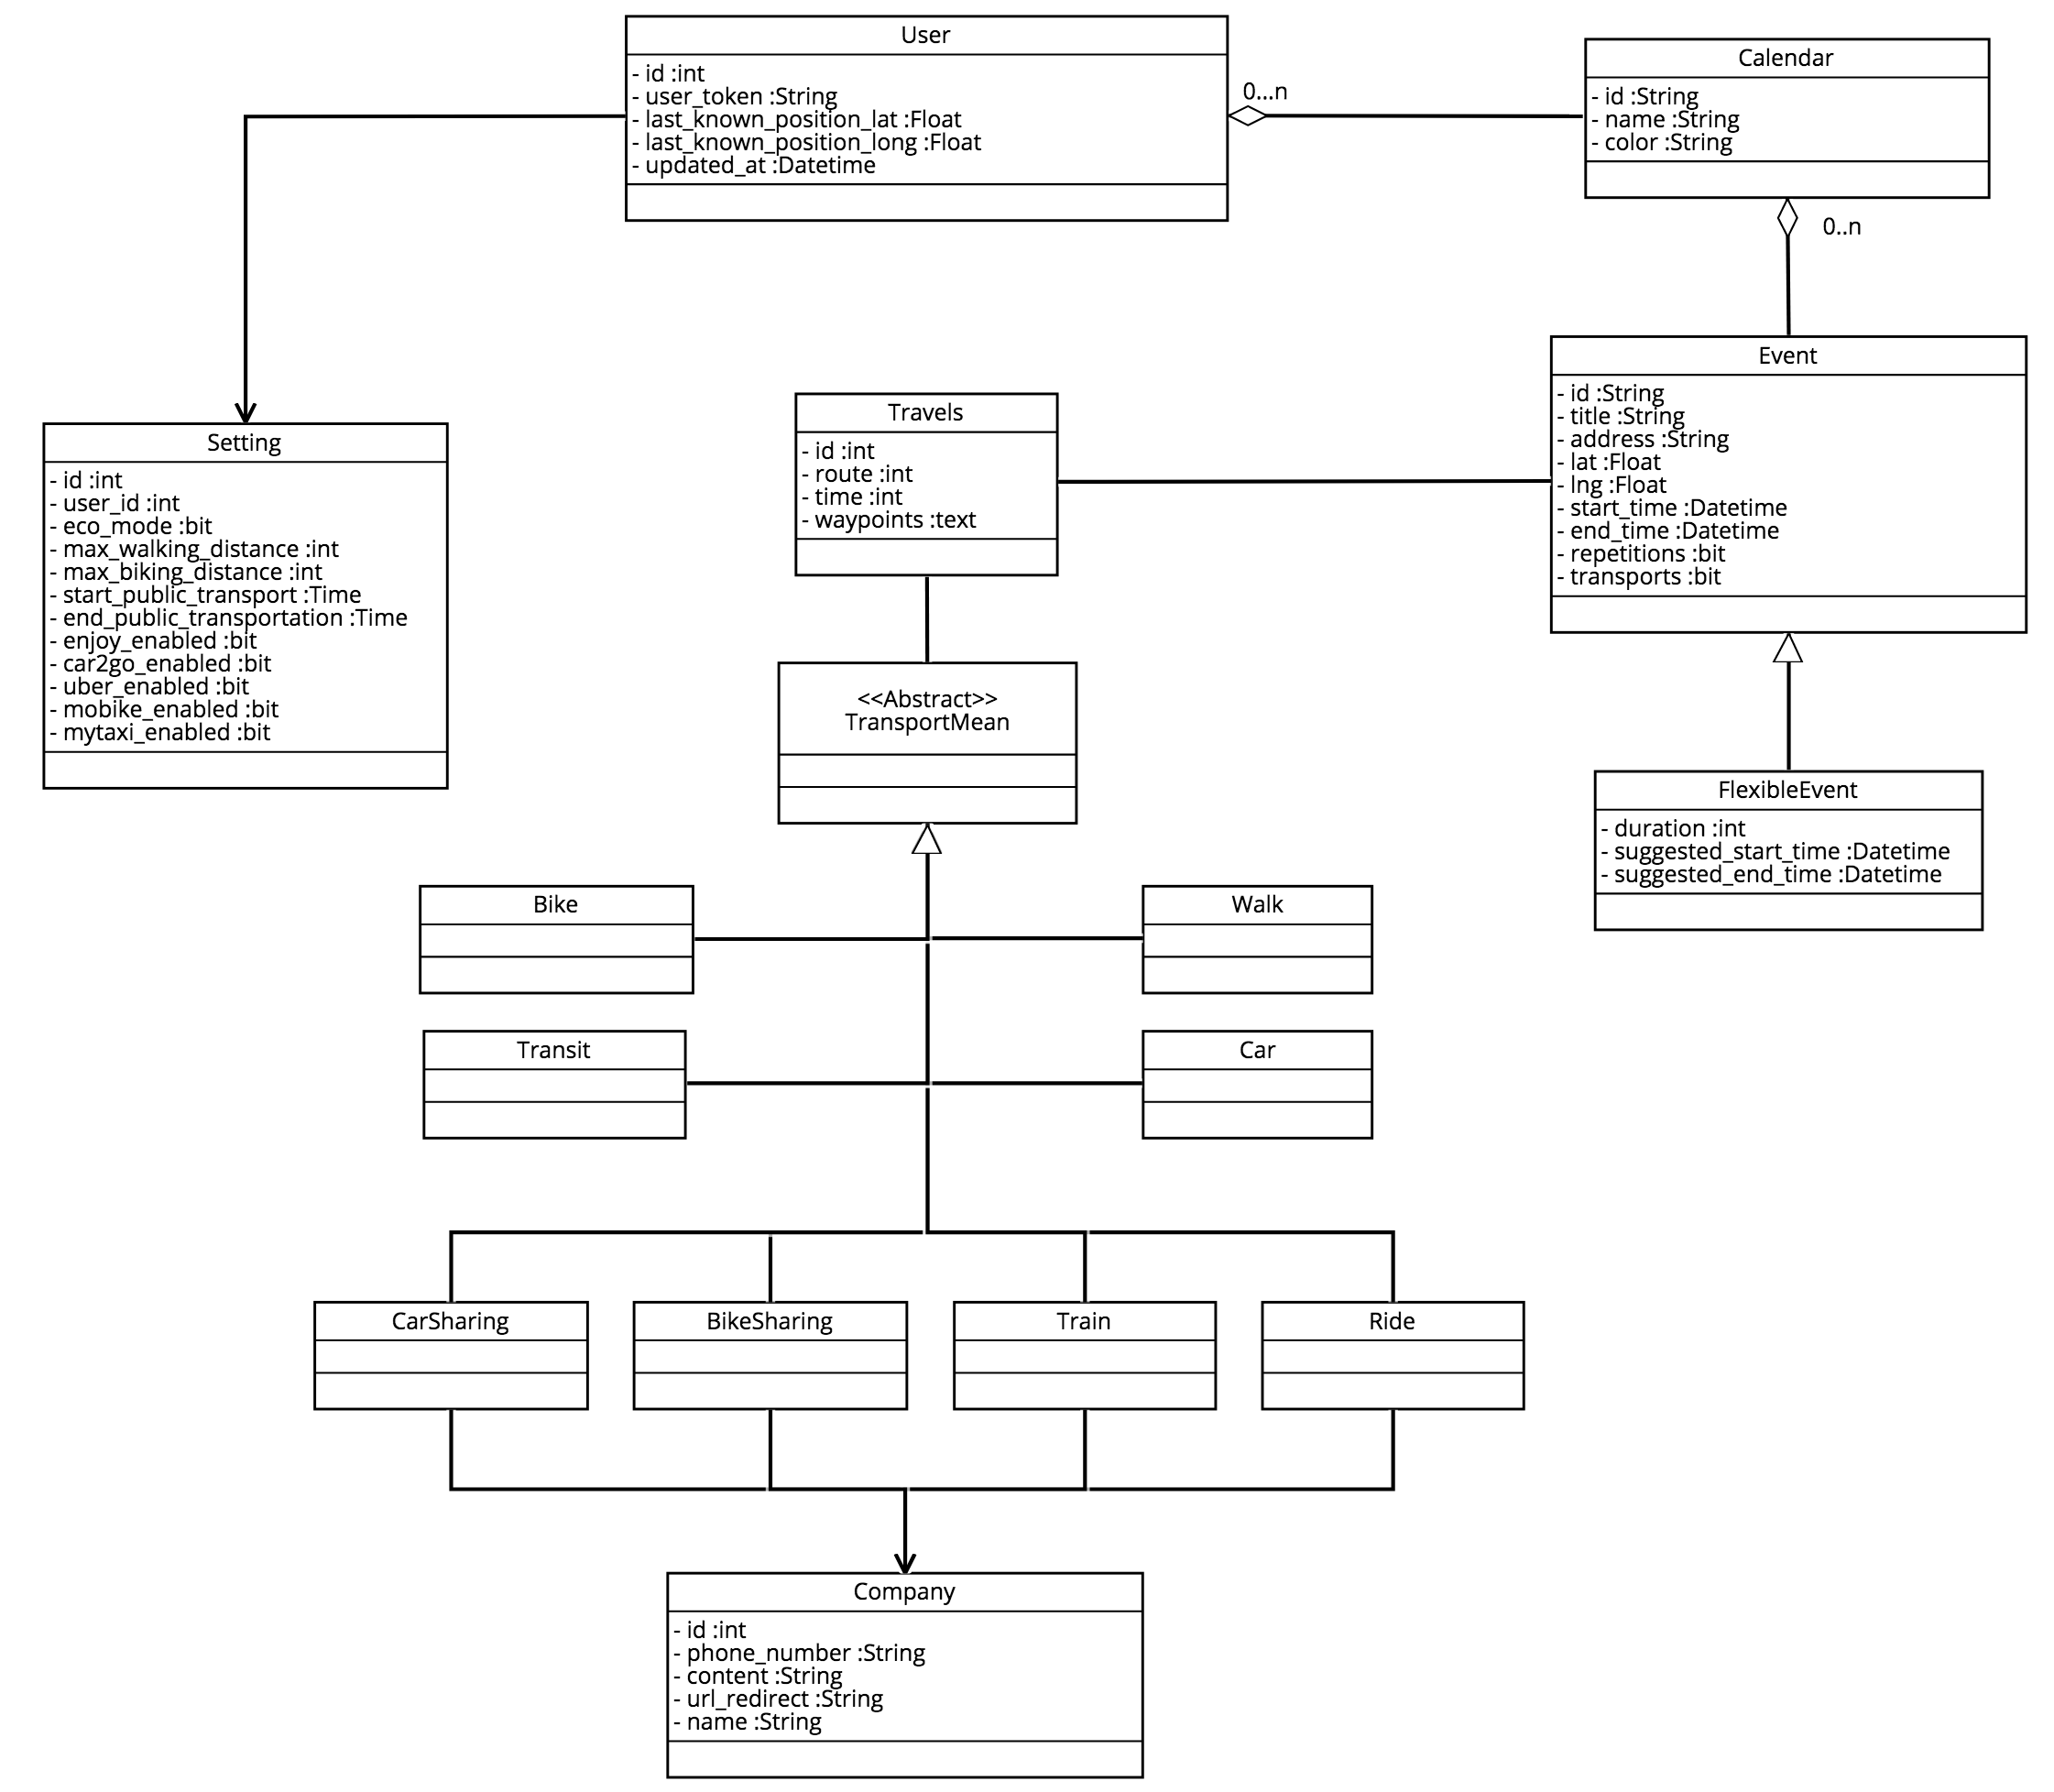 User
- id :int
- user_token :String
- last_known_position_lat :Float
- last_known_position_long :Float
- updated_at :Datetime
0...n
Calendar
- id :String
- name :String
- color :String
0..n
Event
- id :String
- title :String
- address :String
- lat :Float
- lng :Float
- start_time :Datetime
- end_time :Datetime
- repetitions :bit
- transports :bit
Travels
- id :int
- route :int
- time :int
- waypoints :text
Setting
- id :int
- user_id :int
- eco_mode :bit
- max_walking_distance :int
- max_biking_distance :int
- start_public_transport :Time
- end_public_transportation :Time
- enjoy_enabled :bit
- car2go_enabled :bit
- uber_enabled :bit
- mobike_enabled :bit
- mytaxi_enabled :bit
<<Abstract>>
TransportMean
FlexibleEvent
- duration :int
- suggested_start_time :Datetime
- suggested_end_time :Datetime
Bike
Walk
Transit
Car
CarSharing
BikeSharing
Train
Ride
Company
- id :int
- phone_number :String
- content :String
- url_redirect :String
- name :String